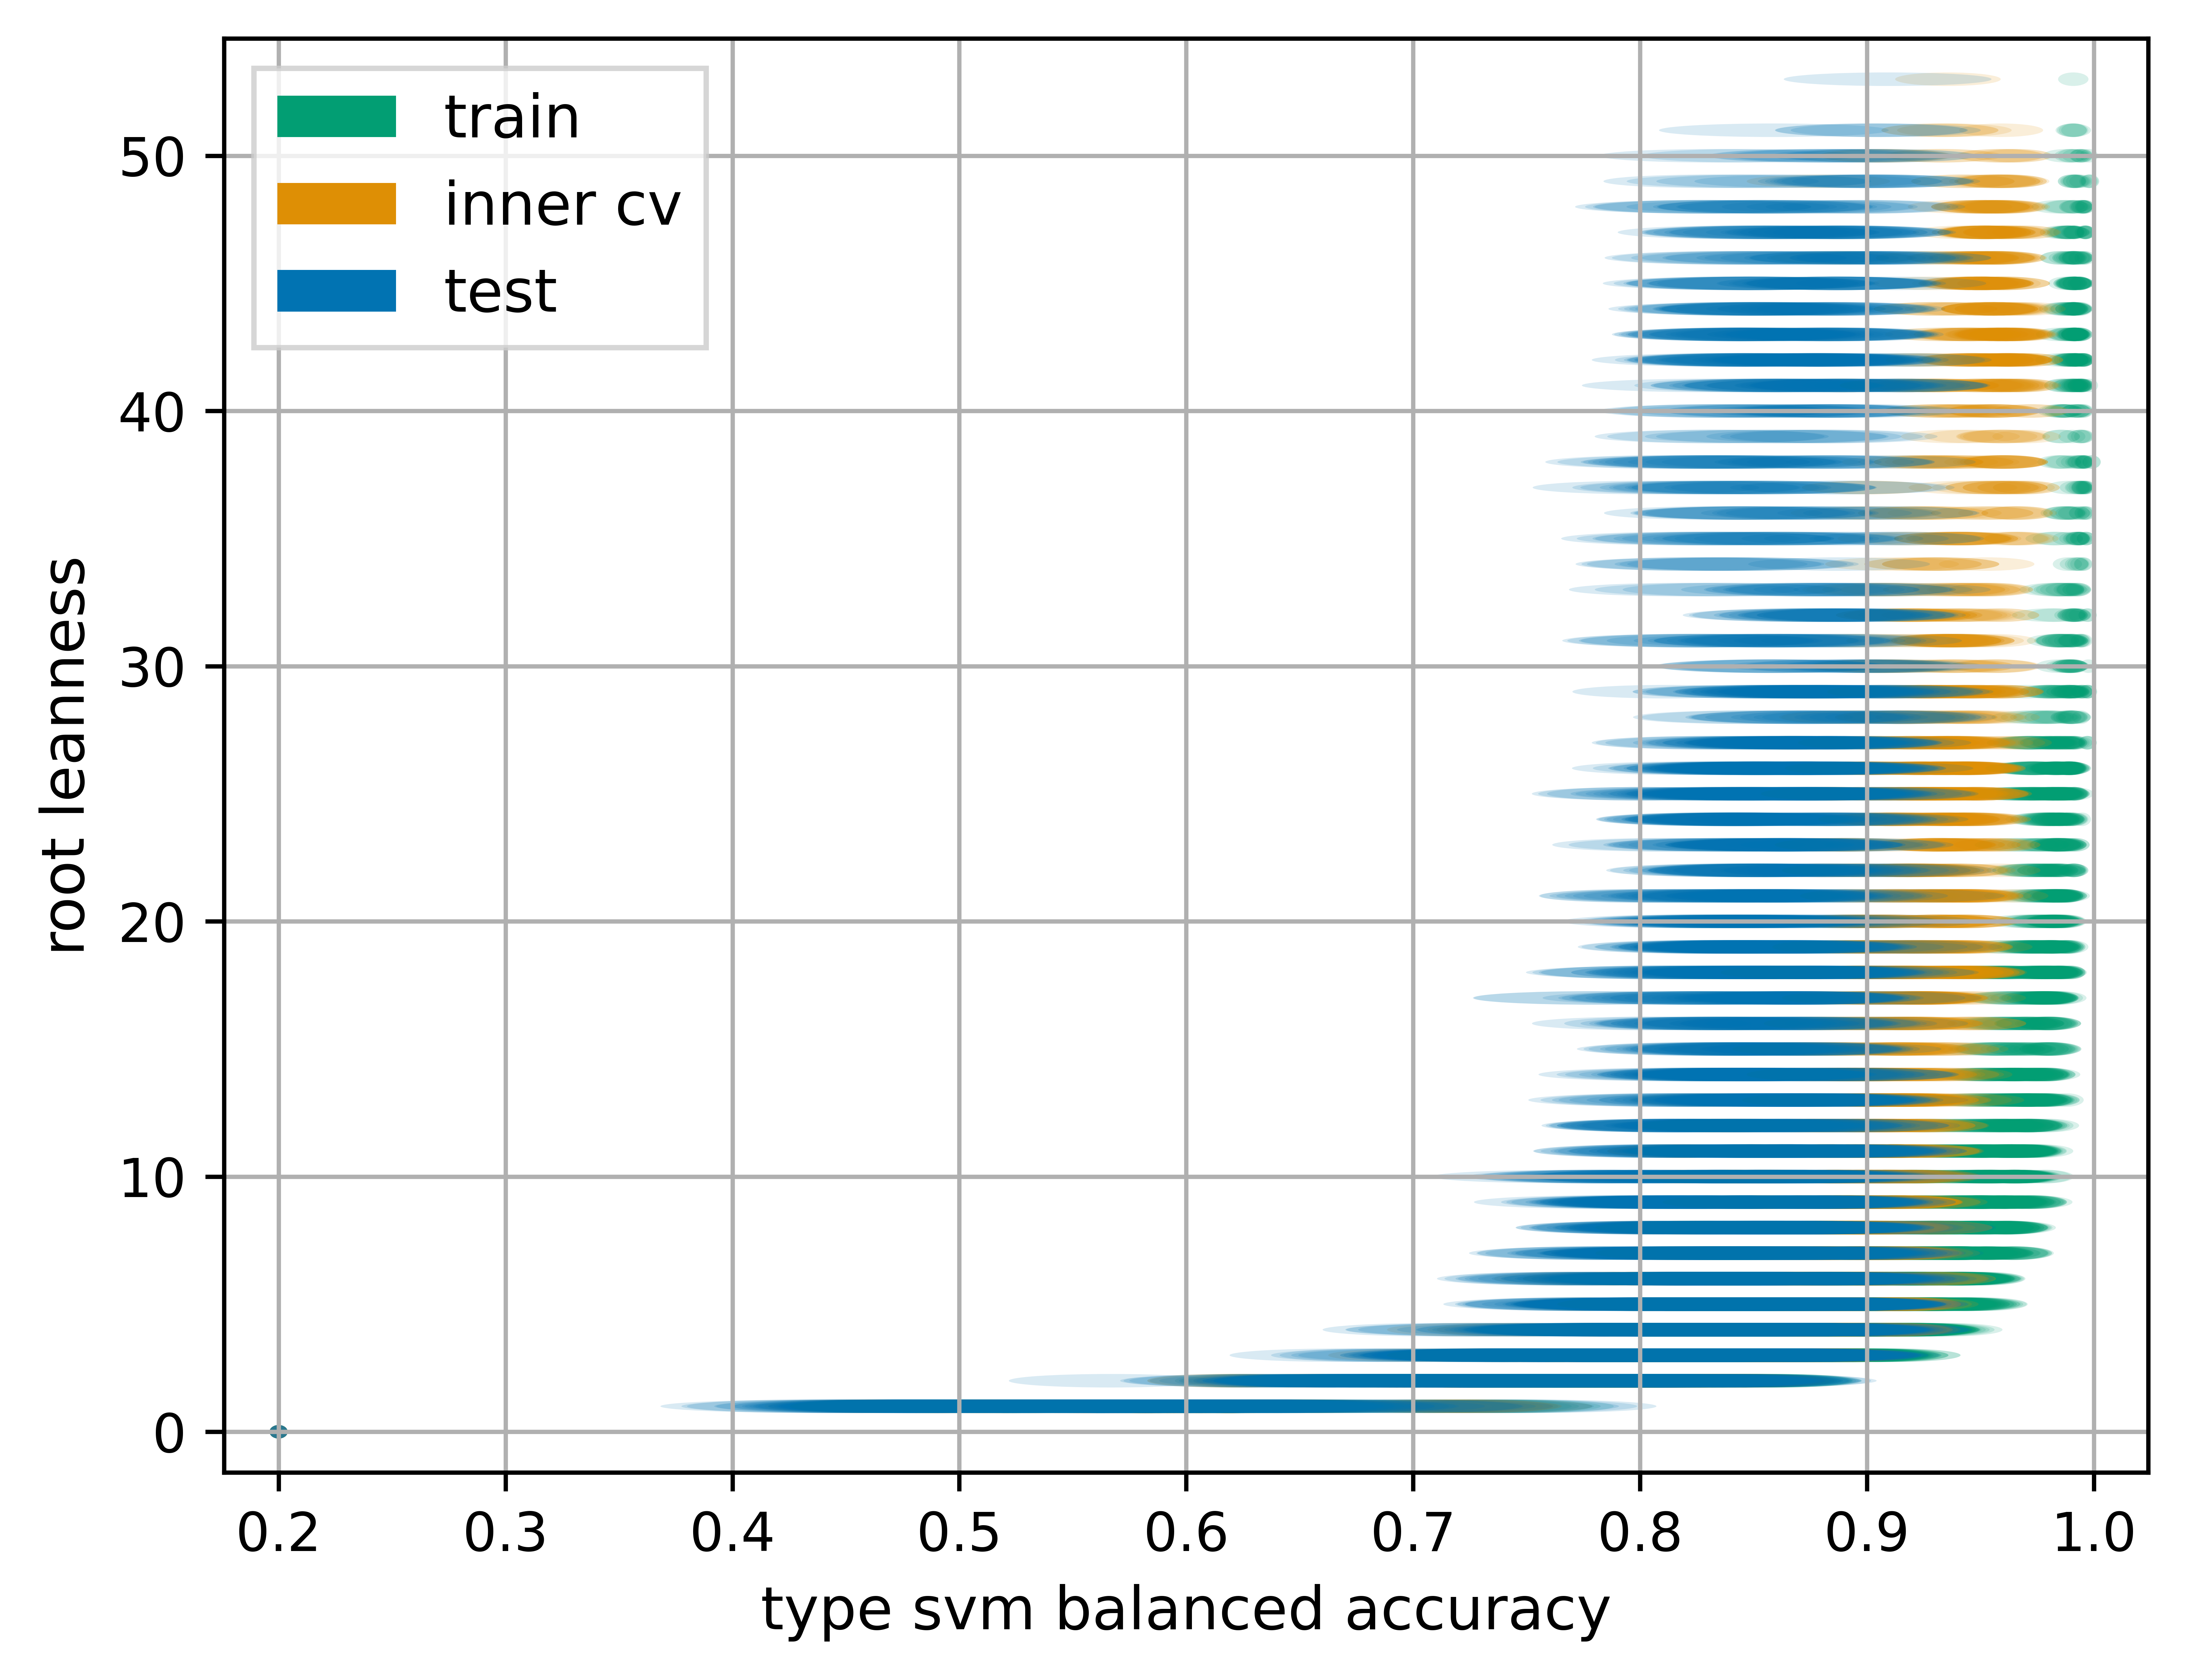 train
inner cv
test
50
40
30
20
10
0
root leanness
0.2 0.3 0.4 0.5 0.6 0.7 0.8 0.9 1.0
type svm balanced accuracy